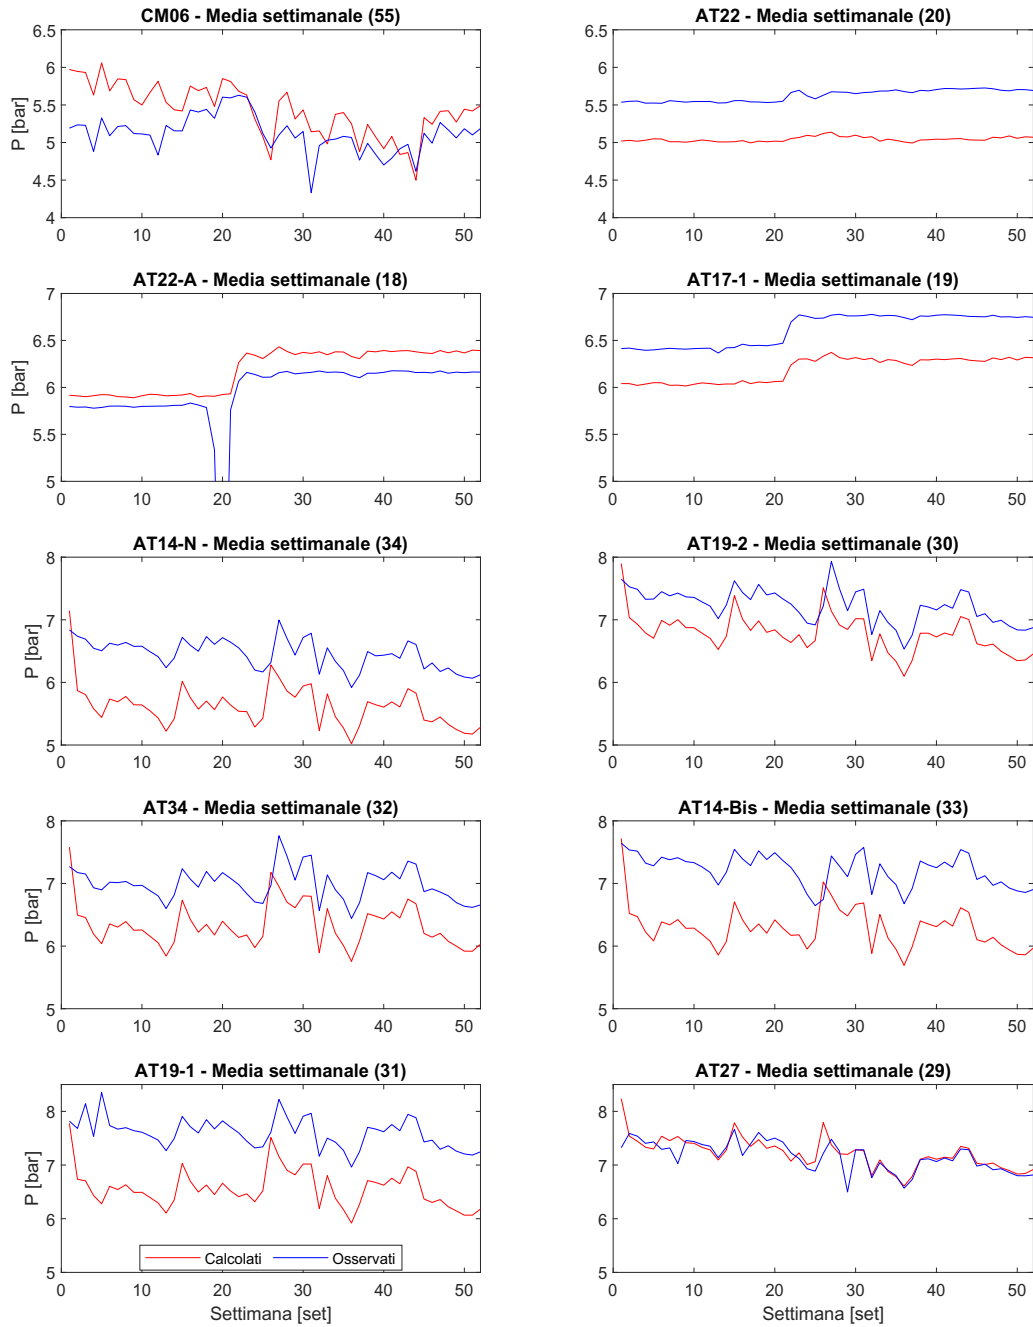 CM06 - Media settimanale (55)
P [bar]
6.5
6
5.5
5
4.5
4
0 10 20 30 40 50
AT22 - Media settimanale (20)
6.5
6
5.5
5
4.5
4
0 10 20 30 40 50
AT22-A - Media settimanale (18)
P [bar]
7
6.5
6
5.5
5
0 10 20 30 40 50
AT17-1 - Media settimanale (19)
7
6.5
6
5.5
5
0 10 20 30 40 50
AT14-N - Media settimanale (34)
P [bar]
8
7
6
5
0 10 20 30 40 50
AT19-2 - Media settimanale (30)
8
7
6
5
0 10 20 30 40 50
AT34 - Media settimanale (32)
P [bar]
8
7
6
5
0 10 20 30 40 50
AT14-Bis - Media settimanale (33)
8
7
6
5
0 10 20 30 40 50
AT19-1 - Media settimanale (31)
P [bar]
8
7
6
5
Calcolati Osservati
0 10 20 30 40 50
Settimana [set]
AT27 - Media settimanale (29)
8
7
6
5
0 10 20 30 40 50
Settimana [set]